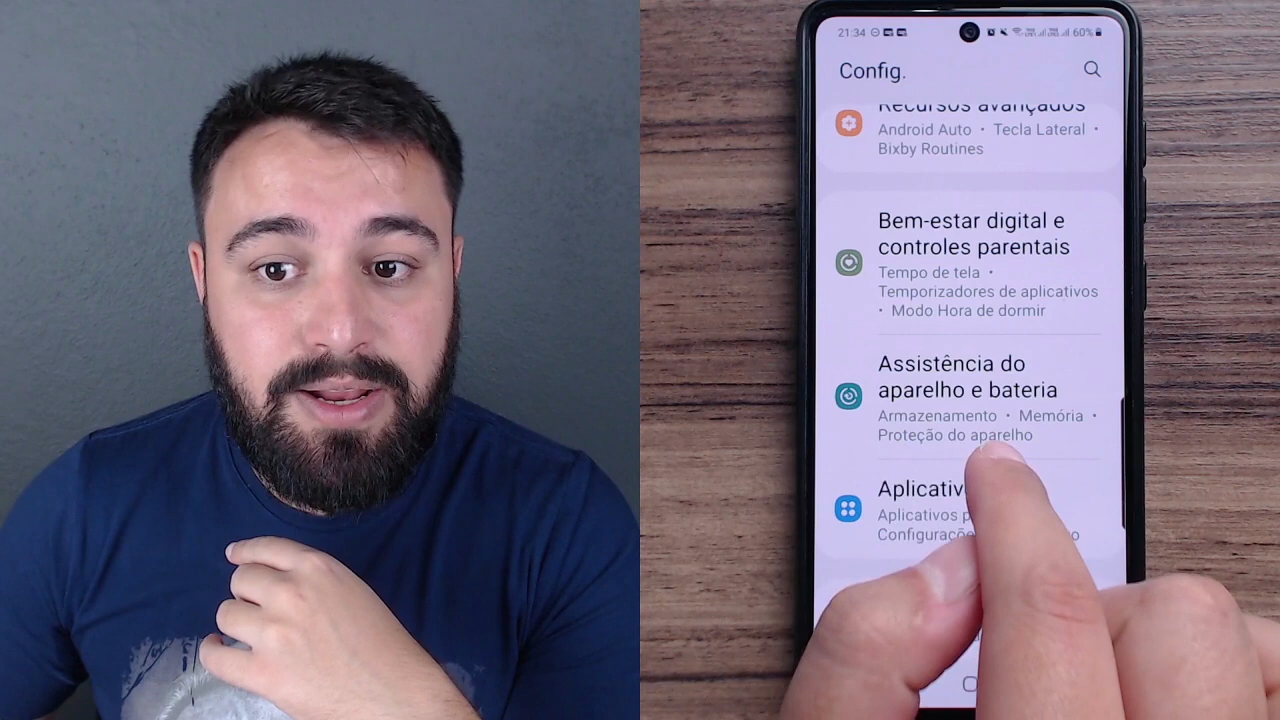 21:34
60%
Config.
Recursos avançados
Android Auto • Tecla Lateral •
Bixby Routines
Bem-estar digital e
controles parentais
Tempo de tela •
Temporizadores de aplicativos
• Modo Hora de dormir
Assistência do
aparelho e bateria
Armazenamento • Memória •
Proteção do aparelho
Aplicativ
Aplicativos p
Configuraçõe